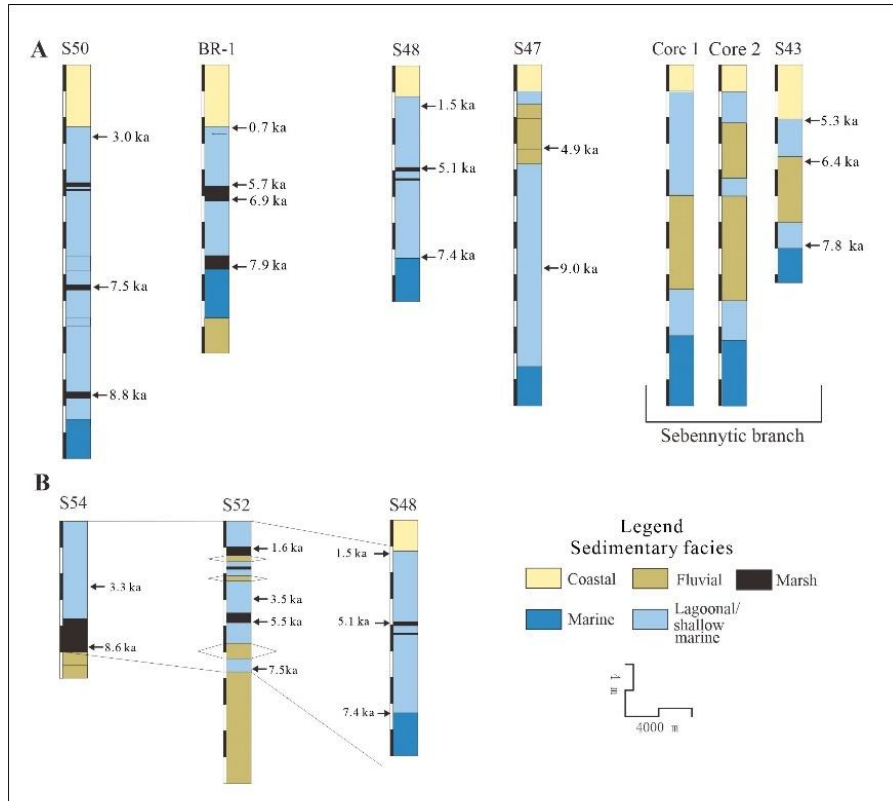 A
S50
BR-1
S48
S47
Core 1
Core 2
S43
3.0 ka
7.5 ka
8.8 ka
0.7 ka
5.7 ka
6.9 ka
7.9 ka
1.5 ka
5.1 ka
7.4 ka
4.9 ka
9.0 ka
5.3 ka
6.4 ka
7.8 ka
Sebennytic branch
B
S54
S52
S48
3.3 ka
8.6 ka
1.6 ka
3.5 ka
5.5 ka
7.5 ka
1.5 ka
5.1 ka
7.4 ka
Legend
Sedimentary facies
Coastal
Fluvial
Marsh
Marine
Lagoonal/
shallow
marine
4000 m